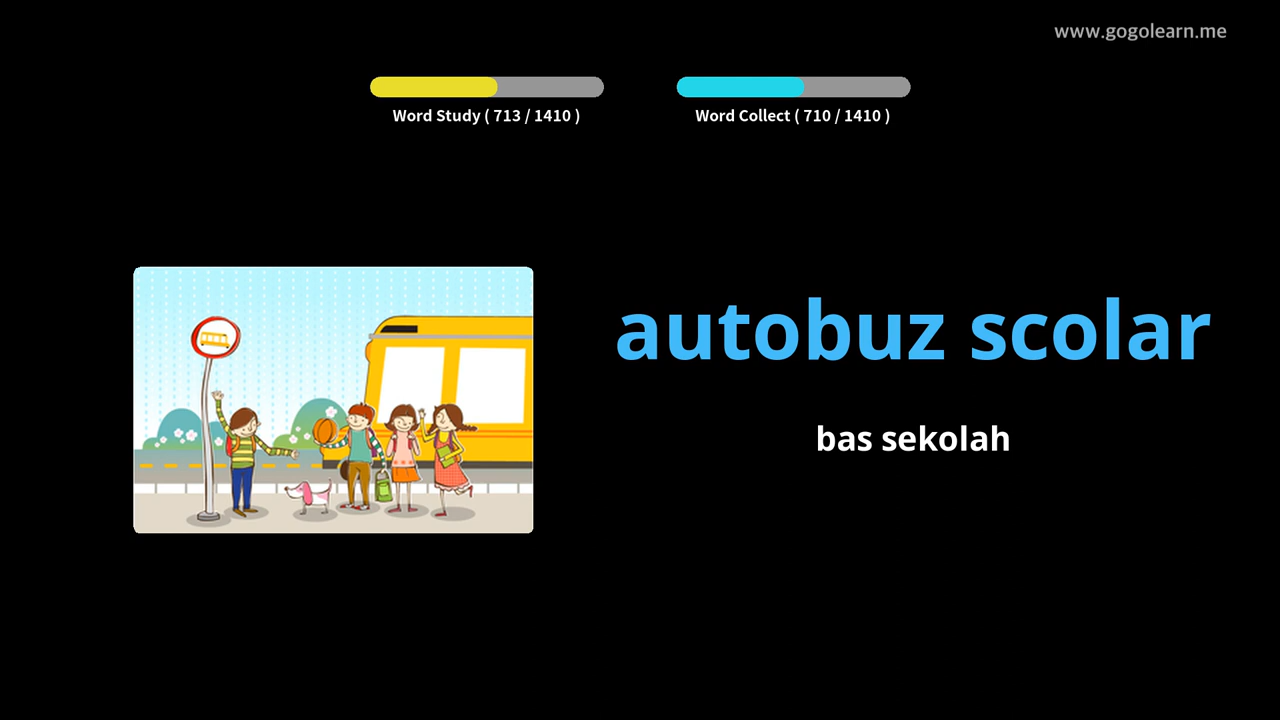 www.gogolearn.me
Word Study ( 713 / 1410 )
Word Collect ( 710 / 1410 )
autobuz scolar
bas sekolah